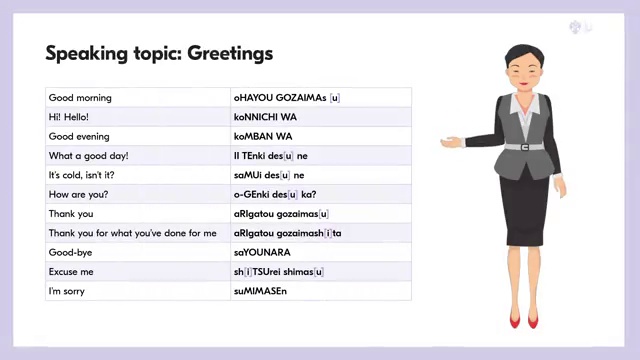 Speaking topic: Greetings
Good morning oHAYOU GOZAIMAs [u]
Hi! Hello! koNNICHI WA
Good evening koMBAN WA
What a good day! II TEnki des[u] ne
It's cold, isn't it? saMUi des[u] ne
How are you? o-GEnki des[u] ka?
Thank you aRIgatou gozaimas[u]
Thank you for what you've done for me aRIgatou gozaimash[i]ta
Good-bye saYOUNARA
Excuse me sh[i]TSUrei shimas[u]
I'm sorry suMIMASEn